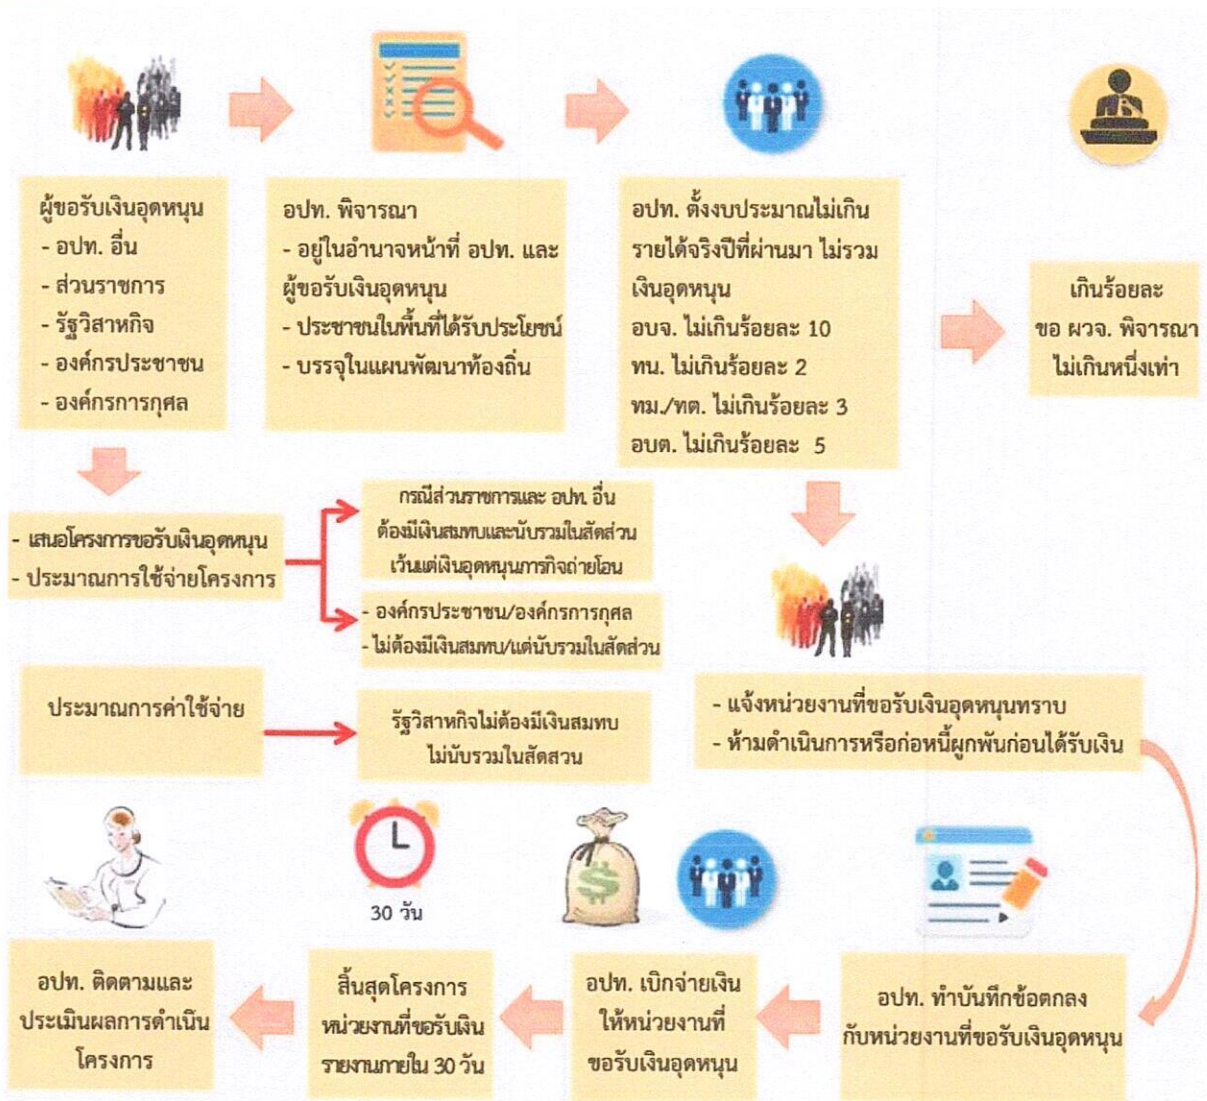 ผู้ขอรับเงินอุดหนุน
- อปท. อื่น
- ส่วนราชการ
- รัฐวิสาหกิจ
- องค์กรประชาชน
- องค์กรการกุศล
อปท. พิจารณา
- อยู่ในอำนาจหน้าที่ อปท. และ
ผู้ขอรับเงินอุดหนุน
- ประชาชนในพื้นที่ได้รับประโยชน์
- บรรจุในแผนพัฒนาท้องถิ่น
อปท. ตั้งงบประมาณไม่เกิน
รายได้จริงปีที่ผ่านมา ไม่รวม
เงินอุดหนุน
อบจ. ไม่เกินร้อยละ 10
ทน. ไม่เกินร้อยละ 2
ทม./ทต. ไม่เกินร้อยละ 3
อบต. ไม่เกินร้อยละ 5
เกินร้อยละ
ขอ ผวจ. พิจารณา
ไม่เกินหนึ่งเท่า
- เสนอโครงการขอรับเงินอุดหนุน
- ประมาณการใช้จ่ายโครงการ
กรณีส่วนราชการและ อปท. อื่น
ต้องมีเงินสมทบและนับรวมในสัดส่วน
เว้นแต่เงินอุดหนุนภารกิจถ่ายโอน
- องค์กรประชาชน/องค์กรการกุศล
- ไม่ต้องมีเงินสมทบ/แต่นับรวมในสัดส่วน
ประมาณการค่าใช้จ่าย
รัฐวิสาหกิจไม่ต้องมีเงินสมทบ
ไม่นับรวมในสัดสวน
- แจ้งหน่วยงานที่ขอรับเงินอุดหนุนทราบ
- ห้ามดำเนินการหรือก่อหนี้ผูกพันก่อนได้รับเงิน
อปท. ทำบันทึกข้อตกลง
กับหน่วยงานที่ขอรับเงินอุดหนุน
อปท. เบิกจ่ายเงิน
ให้หน่วยงานที่
ขอรับเงินอุดหนุน
30 วัน
สิ้นสุดโครงการ
หน่วยงานที่ขอรับเงิน
รายงานภายใน 30 วัน
อปท. ติดตามและ
ประเมินผลการดำเนิน
โครงการ